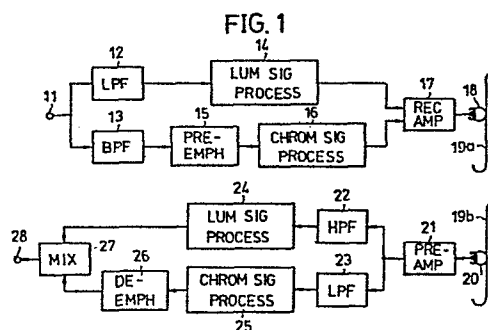 FIG. 1
12
LPF
14
LUM SIG
PROCESS
11
13
BPF
15
PRE-
EMPH
16
CHROM SIG
PROCESS
17
REC
AMP
18
19a
24
LUM SIG
PROCESS
22
HPF
19b
28
MIX
27
26
DE-
EMPH
CHROM SIG
PROCESS
25
23
LPF
21
PRE-
AMP
20